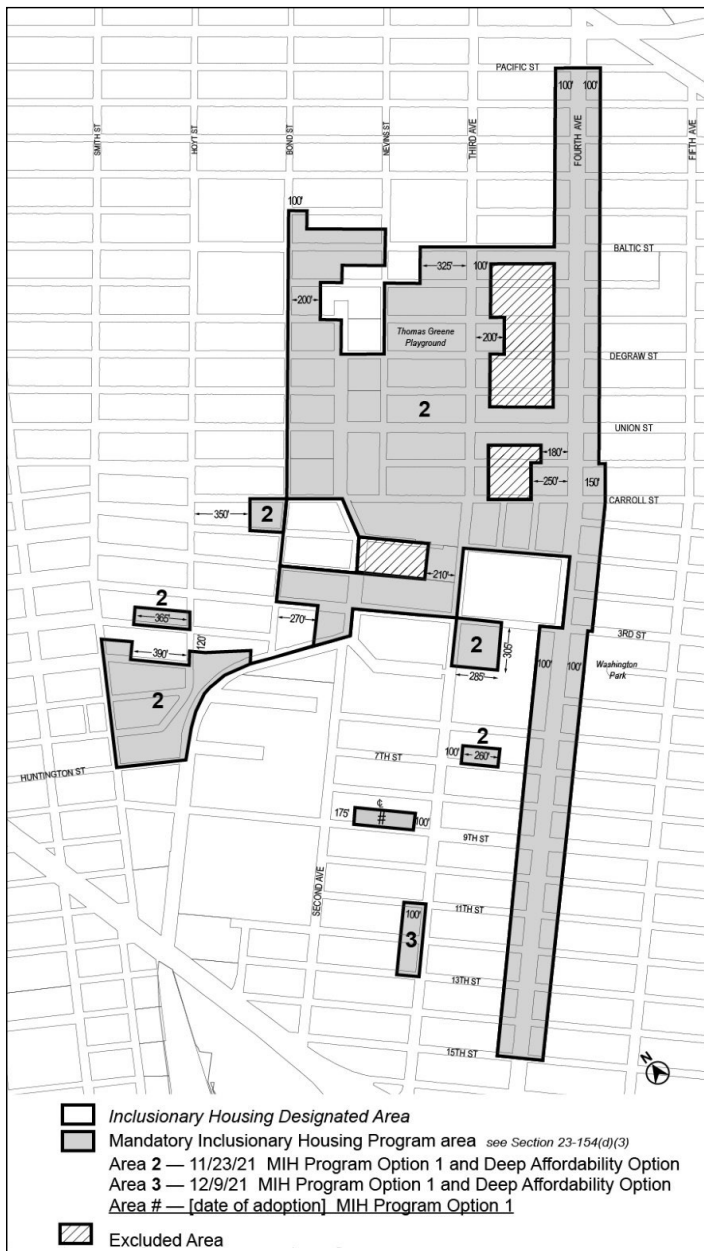 PACIFIC ST
100' 100'
SMITH ST
HOYT ST
BOND ST
NEVINS ST
THIRD AVE
FOURTH AVE
FIFTH AVE
100'
BALTIC ST
325' 100'
200'
Thomas Greene
Playground
200'
DEGRAW ST
2
UNION ST
180'
250' 150'
CARROLL ST
350' 2
210'
2
365'
270'
120'
390'
2
305'
3RD ST
285'
100' 100'
Washington
Park
2
2
100' 260'
7TH ST
HUNTINGTON ST
175' ℄ # 100'
9TH ST
SECOND AVE
100'
11TH ST
3
13TH ST
15TH ST
N
Inclusionary Housing Designated Area
Mandatory Inclusionary Housing Program area see Section 23-154(d)(3)
Area 2 — 11/23/21 MIH Program Option 1 and Deep Affordability Option
Area 3 — 12/9/21 MIH Program Option 1 and Deep Affordability Option
Area # — [date of adoption] MIH Program Option 1
Excluded Area